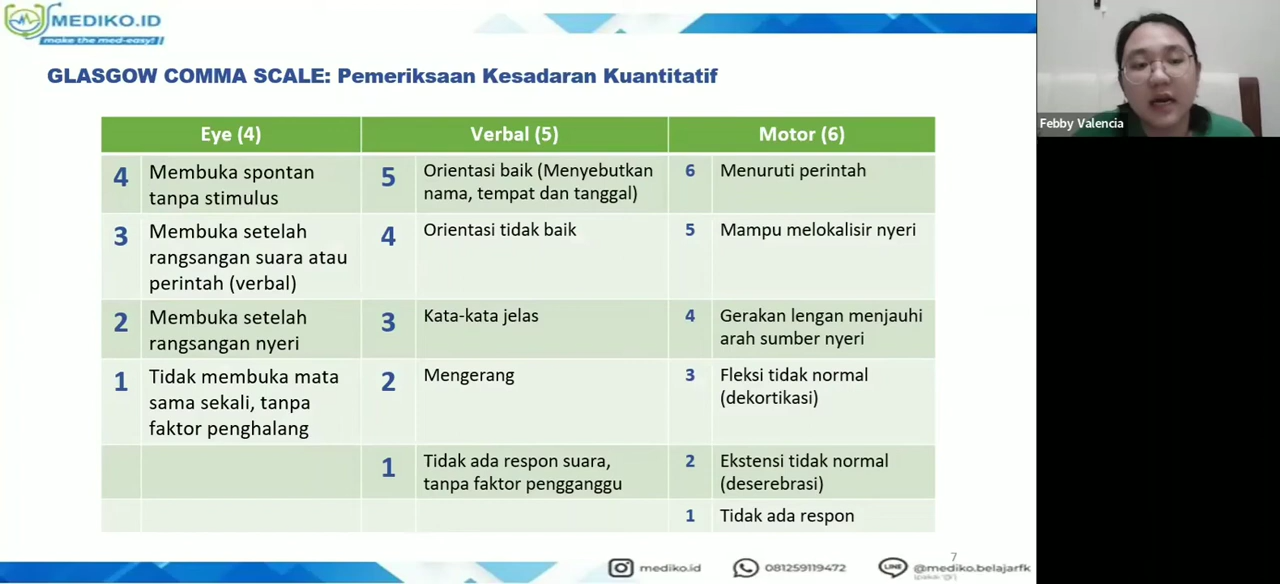 MEDIKO.ID
make the med-easy!
GLASGOW COMMA SCALE: Pemeriksaan Kesadaran Kuantitatif
Febby Valencia
Eye (4)
Verbal (5)
Motor (6)
4
Membuka spontan
tanpa stimulus
5
Orientasi baik (Menyebutkan
nama, tempat dan tanggal)
6
Menuruti perintah
3
Membuka setelah
rangsangan suara atau
perintah (verbal)
4
Orientasi tidak baik
5
Mampu melokalisir nyeri
2
Membuka setelah
rangsangan nyeri
3
Kata-kata jelas
4
Gerakan lengan menjauhi
arah sumber nyeri
1
Tidak membuka mata
sama sekali, tanpa
faktor penghalang
2
Mengerang
3
Fleksi tidak normal
(dekortikasi)
1
Tidak ada respon suara,
tanpa faktor pengganggu
2
Ekstensi tidak normal
(deserebrasi)
1
Tidak ada respon
7
mediko.id
081259119472
LINE
@mediko.belajarfk
(pakai '@')